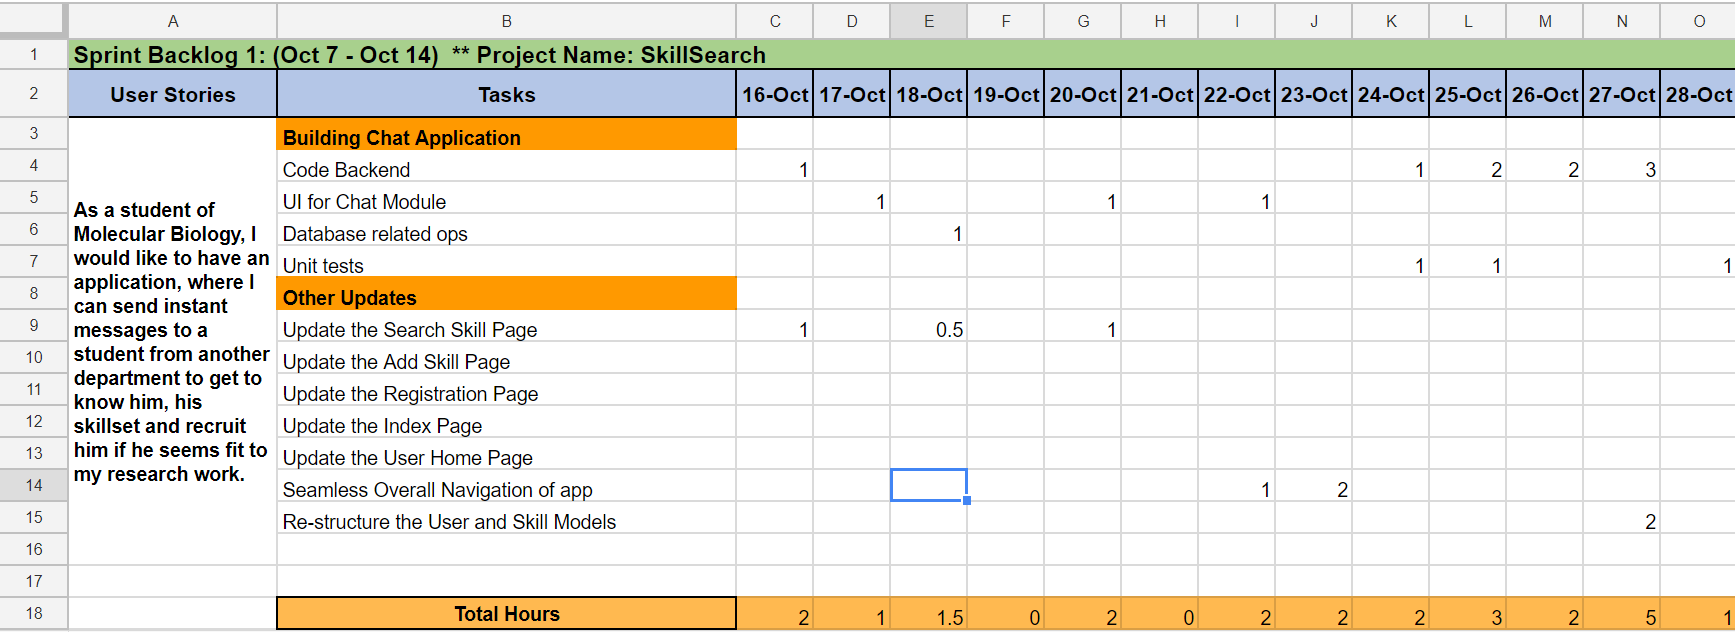 A B C D E F G H I J K L M N O
1 Sprint Backlog 1: (Oct 7 - Oct 14)  ** Project Name: SkillSearch
2 User Stories Tasks 16-Oct 17-Oct 18-Oct 19-Oct 20-Oct 21-Oct 22-Oct 23-Oct 24-Oct 25-Oct 26-Oct 27-Oct 28-Oct
As a student of
Molecular Biology, I
would like to have an
application, where I
can send instant
messages to a
student from another
department to get to
know him, his
skillset and recruit
him if he seems fit to
my research work.
3 Building Chat Application
4 Code Backend 1 1 2 2 3
5 UI for Chat Module 1 1 1
6 Database related ops 1
7 Unit tests 1 1 1
8 Other Updates
9 Update the Search Skill Page 1 0.5 1
10 Update the Add Skill Page
11 Update the Registration Page
12 Update the Index Page
13 Update the User Home Page
14 Seamless Overall Navigation of app 1 2
15 Re-structure the User and Skill Models 2
16
17
18 Total Hours 2 1 1.5 0 2 0 2 2 2 3 2 5 1